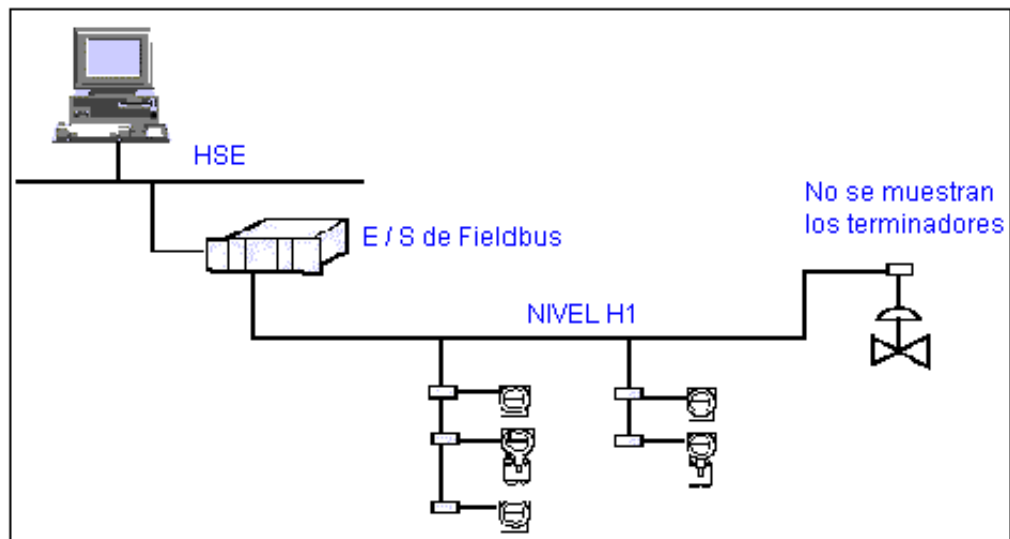 HSE
No se muestran
los terminadores
E / S de Fieldbus
NIVEL H1